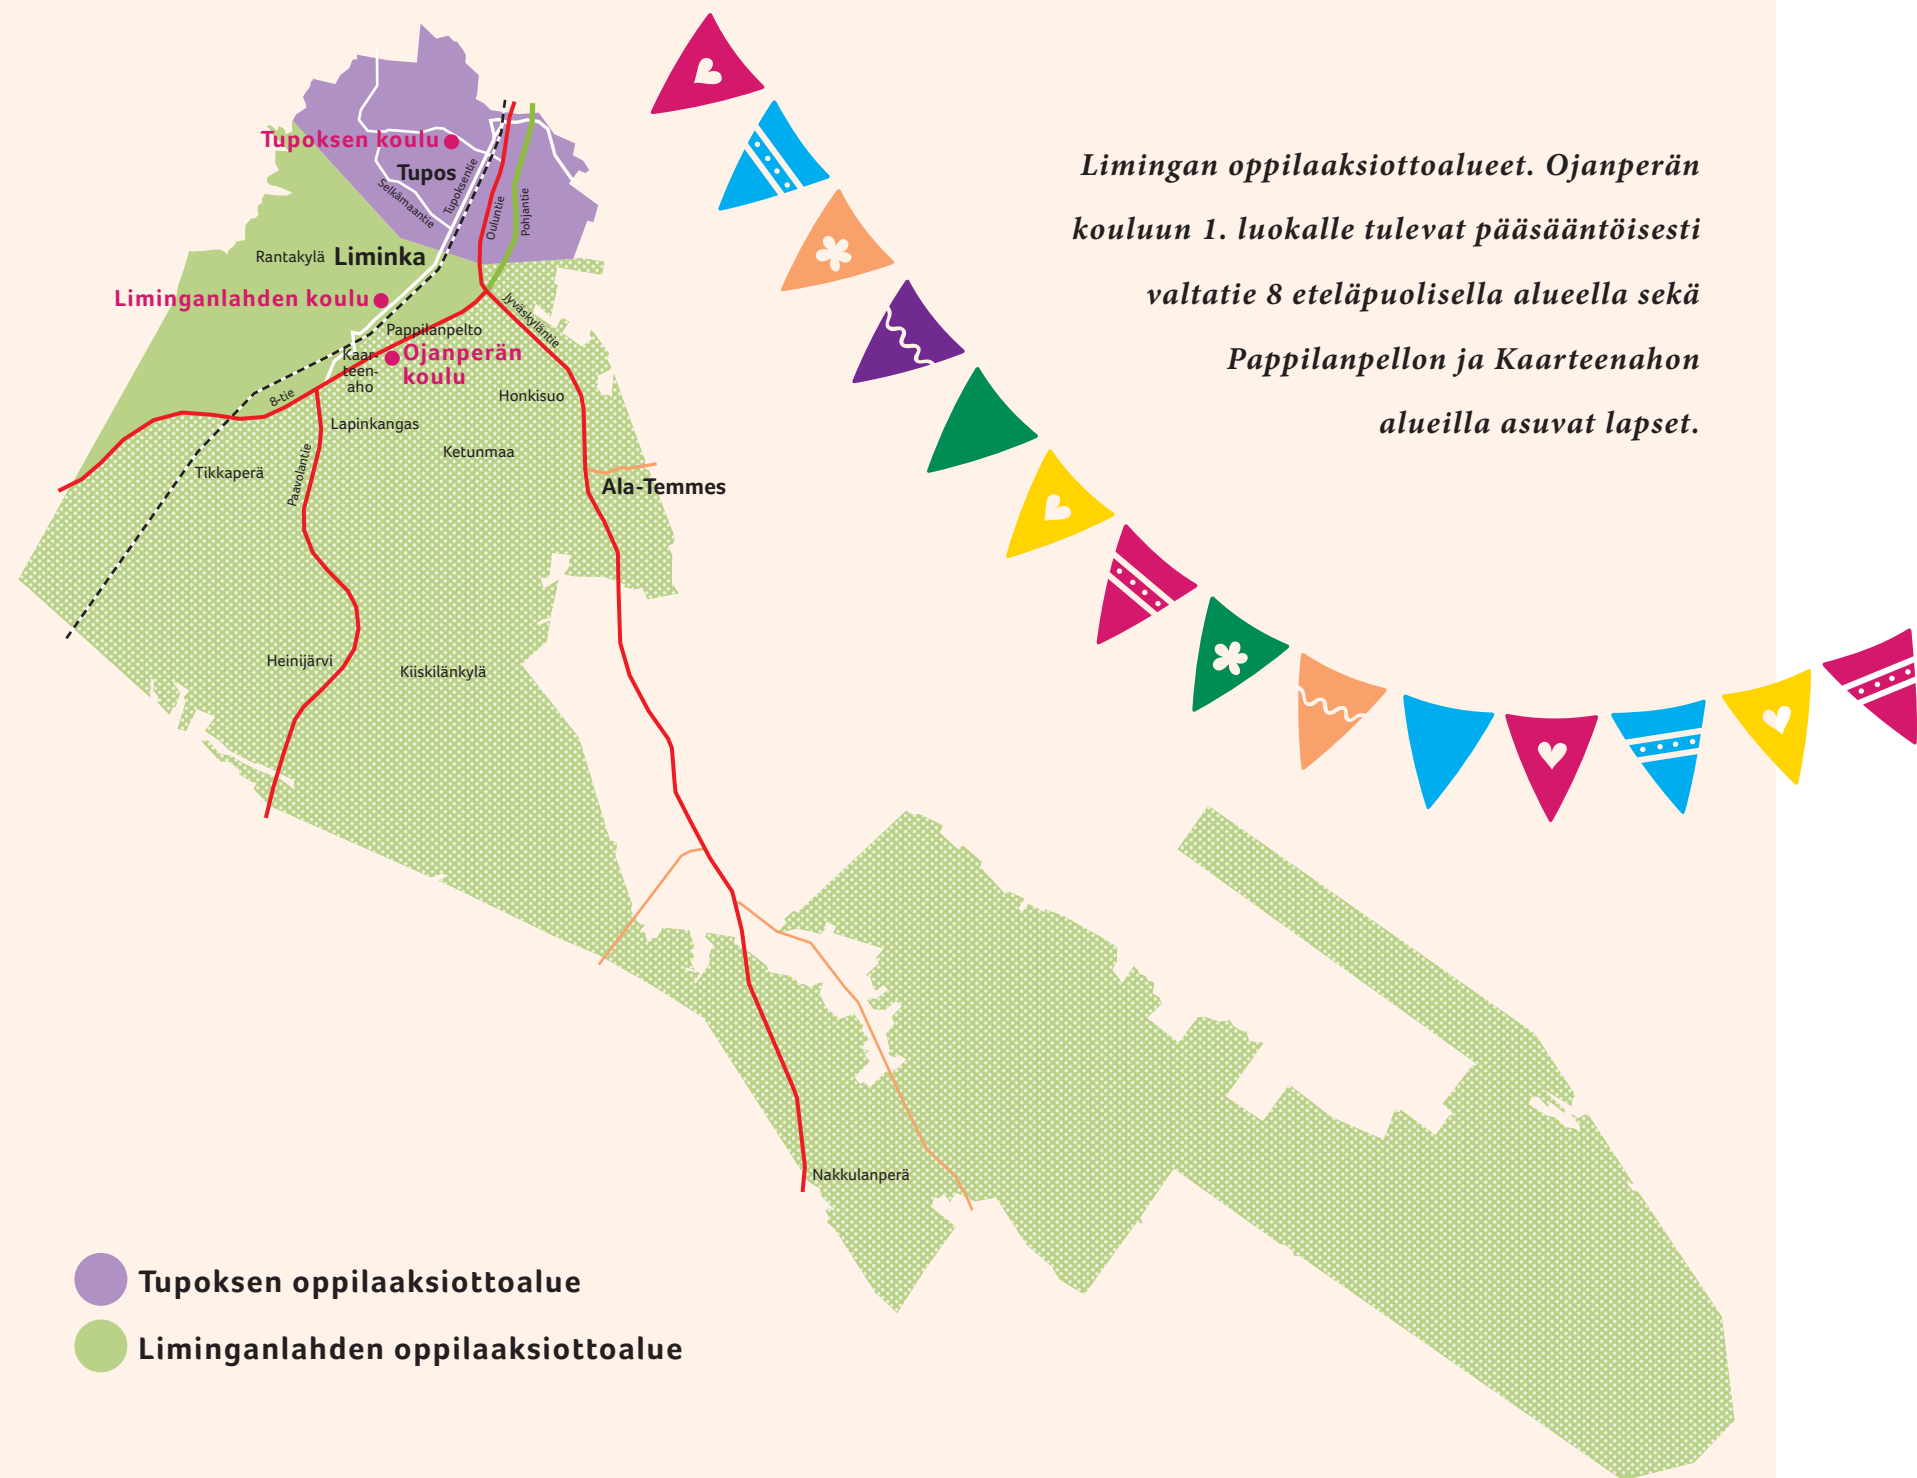 Limingan oppilaaksiottoalueet. Ojanperän
kouluun 1. luokalle tulevat pääsääntöisesti
valtatie 8 eteläpuolisella alueella sekä
Pappilanpellon ja Kaarteenahon
alueilla asuvat lapset.
Tupoksen koulu
Tupos
Selkämaantie
Tupoksentie
Ouluntie
Pohjantie
Rantakylä
Liminka
Liminganlahden koulu
Jyväskyläntie
Pappilanpelto
Ojanperän
koulu
Kaar-
teen-
aho
8-tie
Honkisuo
Lapinkangas
Ketunmaa
Tikkaperä
Paavolantie
Ala-Temmes
Heinijärvi
Kiiskilänkylä
Nakkulanperä
Tupoksen oppilaaksiottoalue
Liminganlahden oppilaaksiottoalue